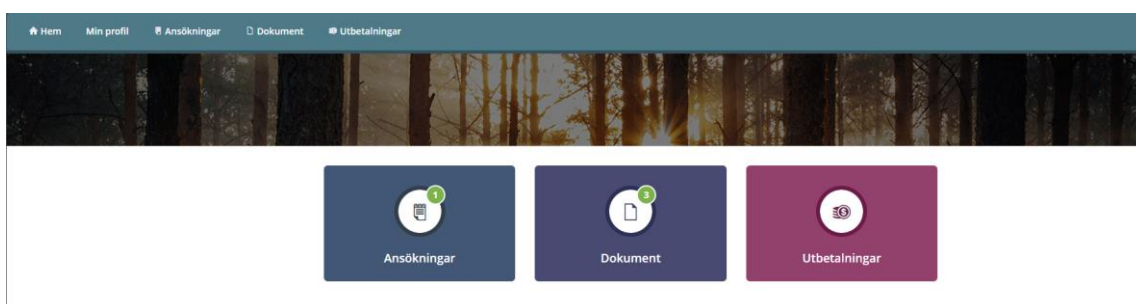 Hem Min profil Ansökningar Dokument Utbetalningar
1 3
Ansökningar Dokument Utbetalningar